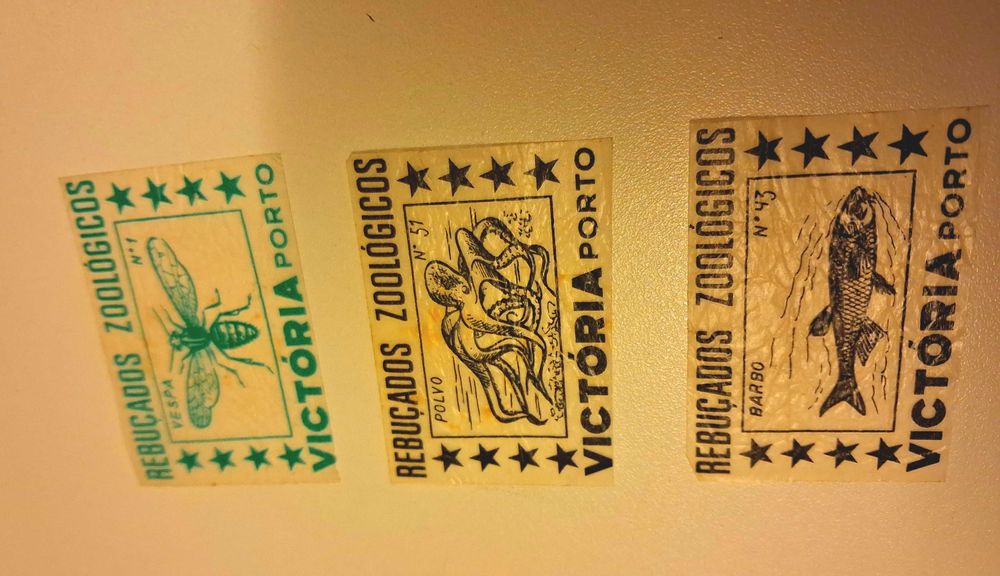 REBUÇADOS ZOOLÓGICOS
VESPA Nº 1
VICTÓRIA PORTO
REBUÇADOS ZOOLÓGICOS
POLVO Nº 51
VICTÓRIA PORTO
REBUÇADOS ZOOLÓGICOS
BARBO Nº 43
VICTÓRIA PORTO